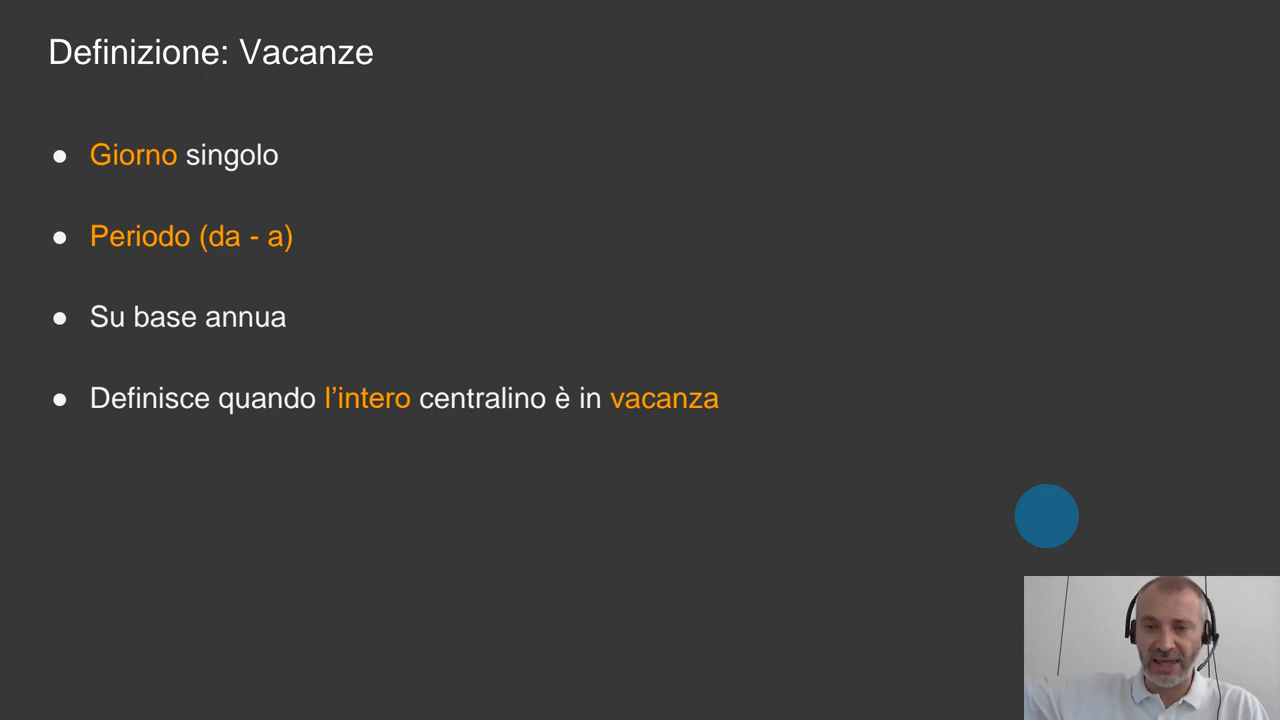 Definizione: Vacanze
● Giorno singolo
● Periodo (da - a)
● Su base annua
● Definisce quando l’intero centralino è in vacanza